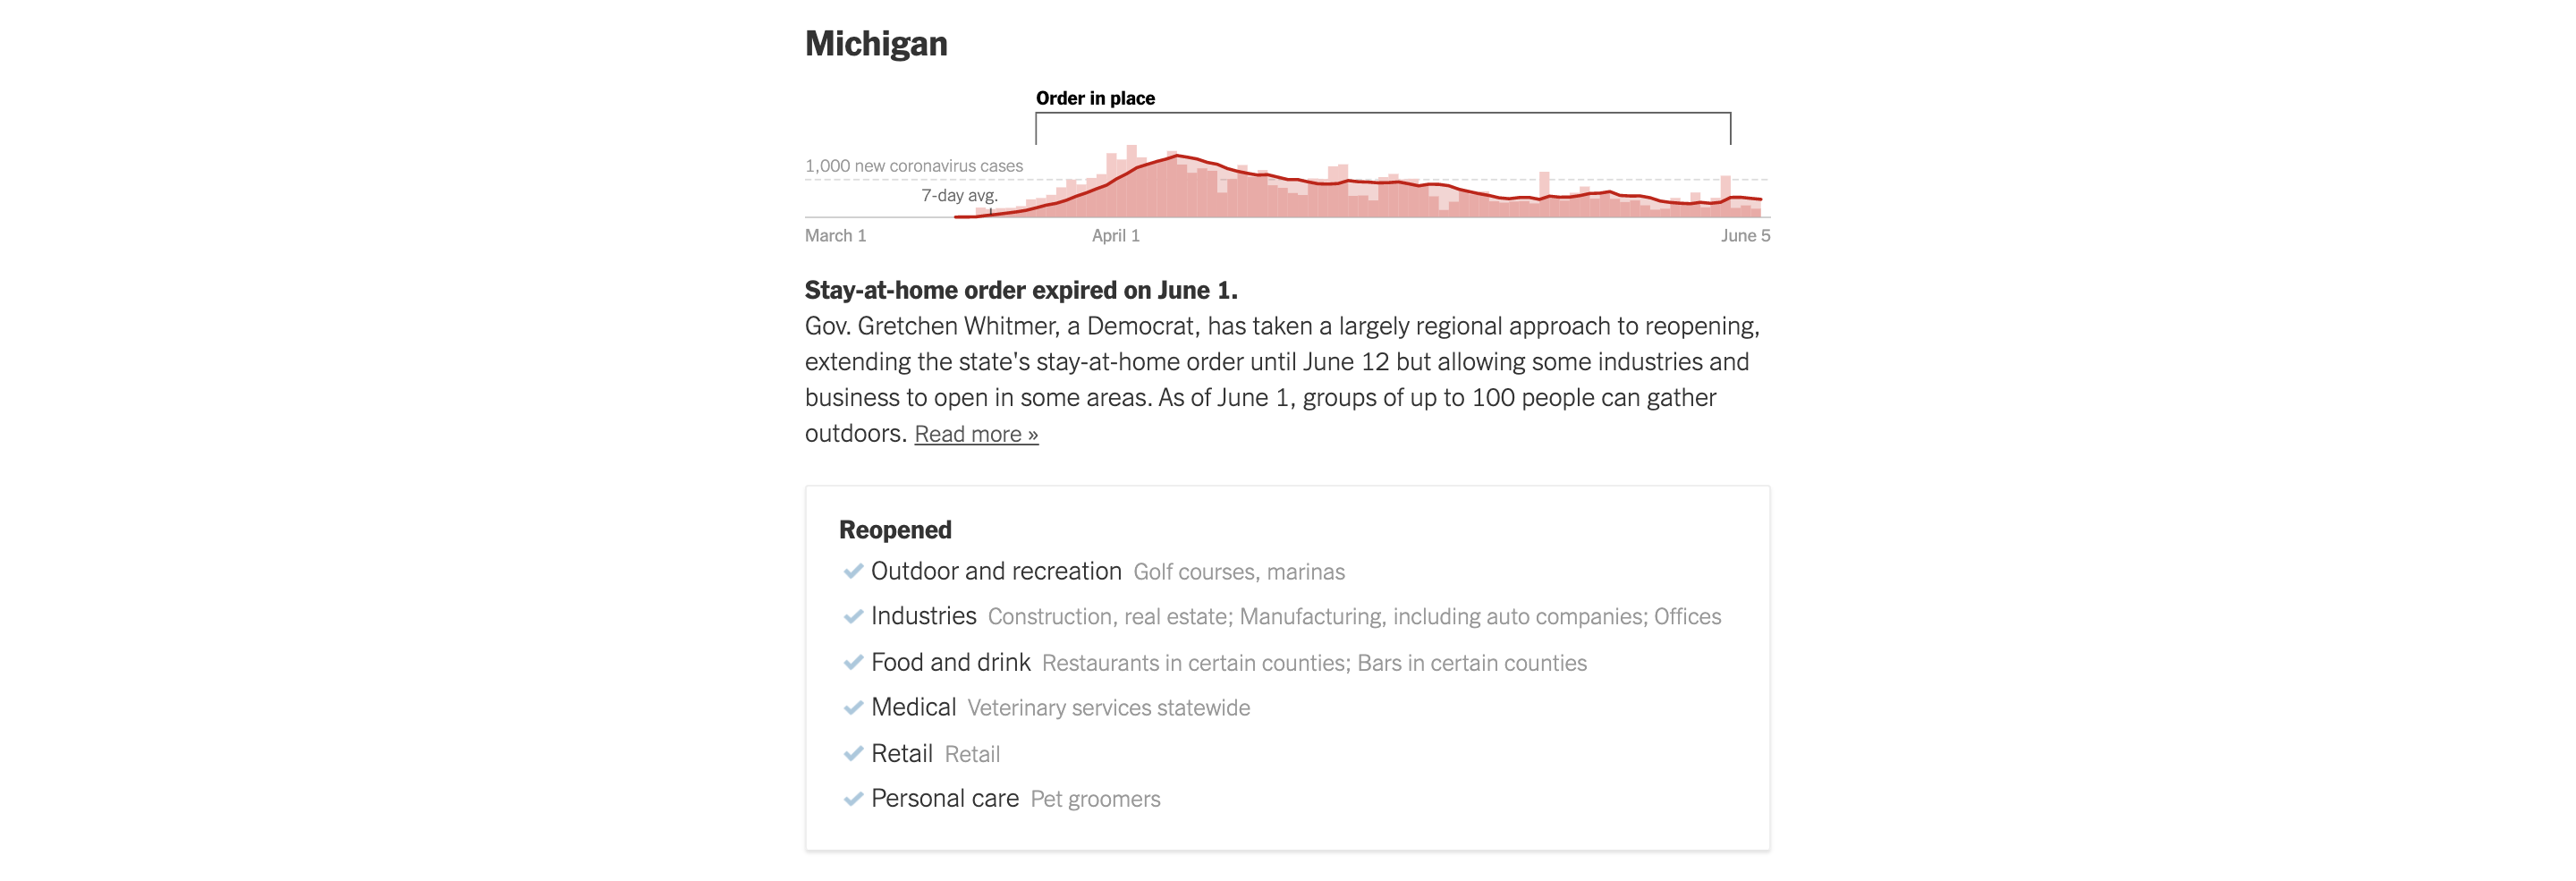 Michigan
Order in place
1,000 new coronavirus cases
7-day avg.
March 1
April 1
June 5
Stay-at-home order expired on June 1.
Gov. Gretchen Whitmer, a Democrat, has taken a largely regional approach to reopening,
extending the state's stay-at-home order until June 12 but allowing some industries and
business to open in some areas. As of June 1, groups of up to 100 people can gather
outdoors. Read more »
Reopened
Outdoor and recreation Golf courses, marinas
Industries Construction, real estate; Manufacturing, including auto companies; Offices
Food and drink Restaurants in certain counties; Bars in certain counties
Medical Veterinary services statewide
Retail Retail
Personal care Pet groomers